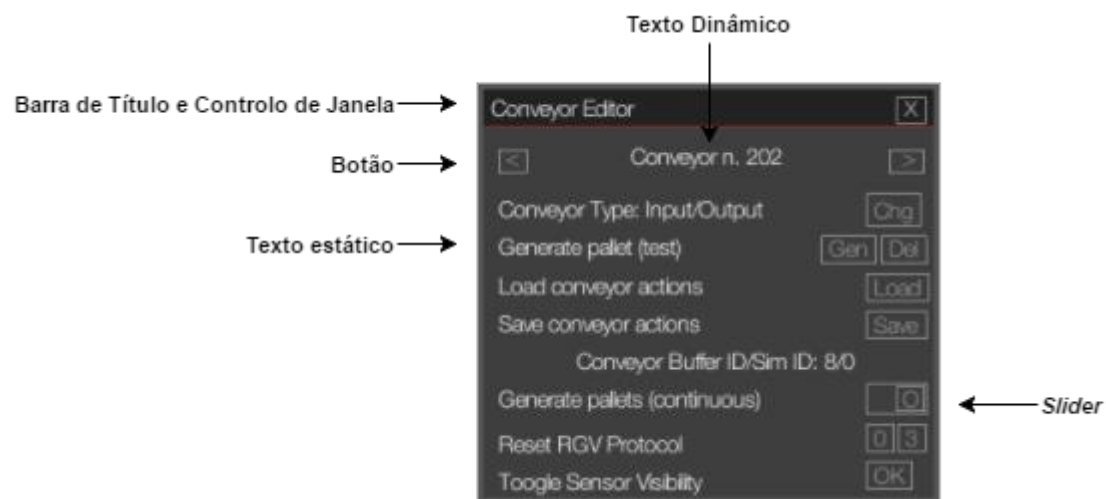 Texto Dinâmico
Barra de Título e Controlo de Janela
Conveyor Editor X
Botão
< Conveyor n. 202 >
Conveyor Type: Input/Output Chg
Texto estático
Generate pallet (test) Gen Del
Load conveyor actions Load
Save conveyor actions Save
Conveyor Buffer ID/Sim ID: 8/0
Generate pallets (continuous) O
Slider
Reset RGV Protocol 0 3
Toogle Sensor Visibility OK